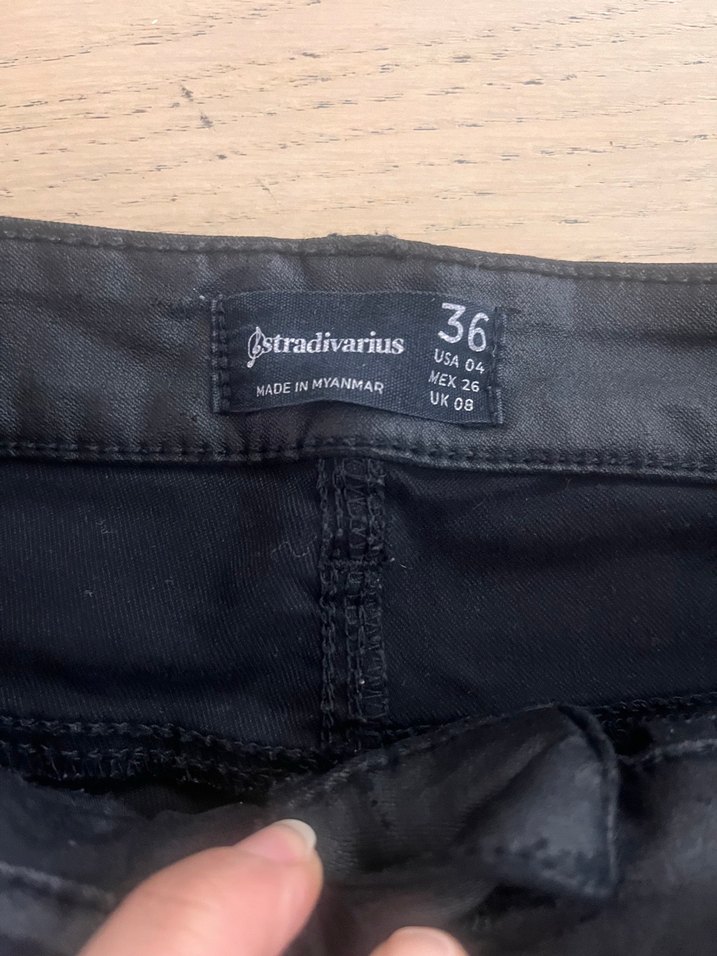 stradivarius
MADE IN MYANMAR
36
USA 04
MEX 26
UK 08